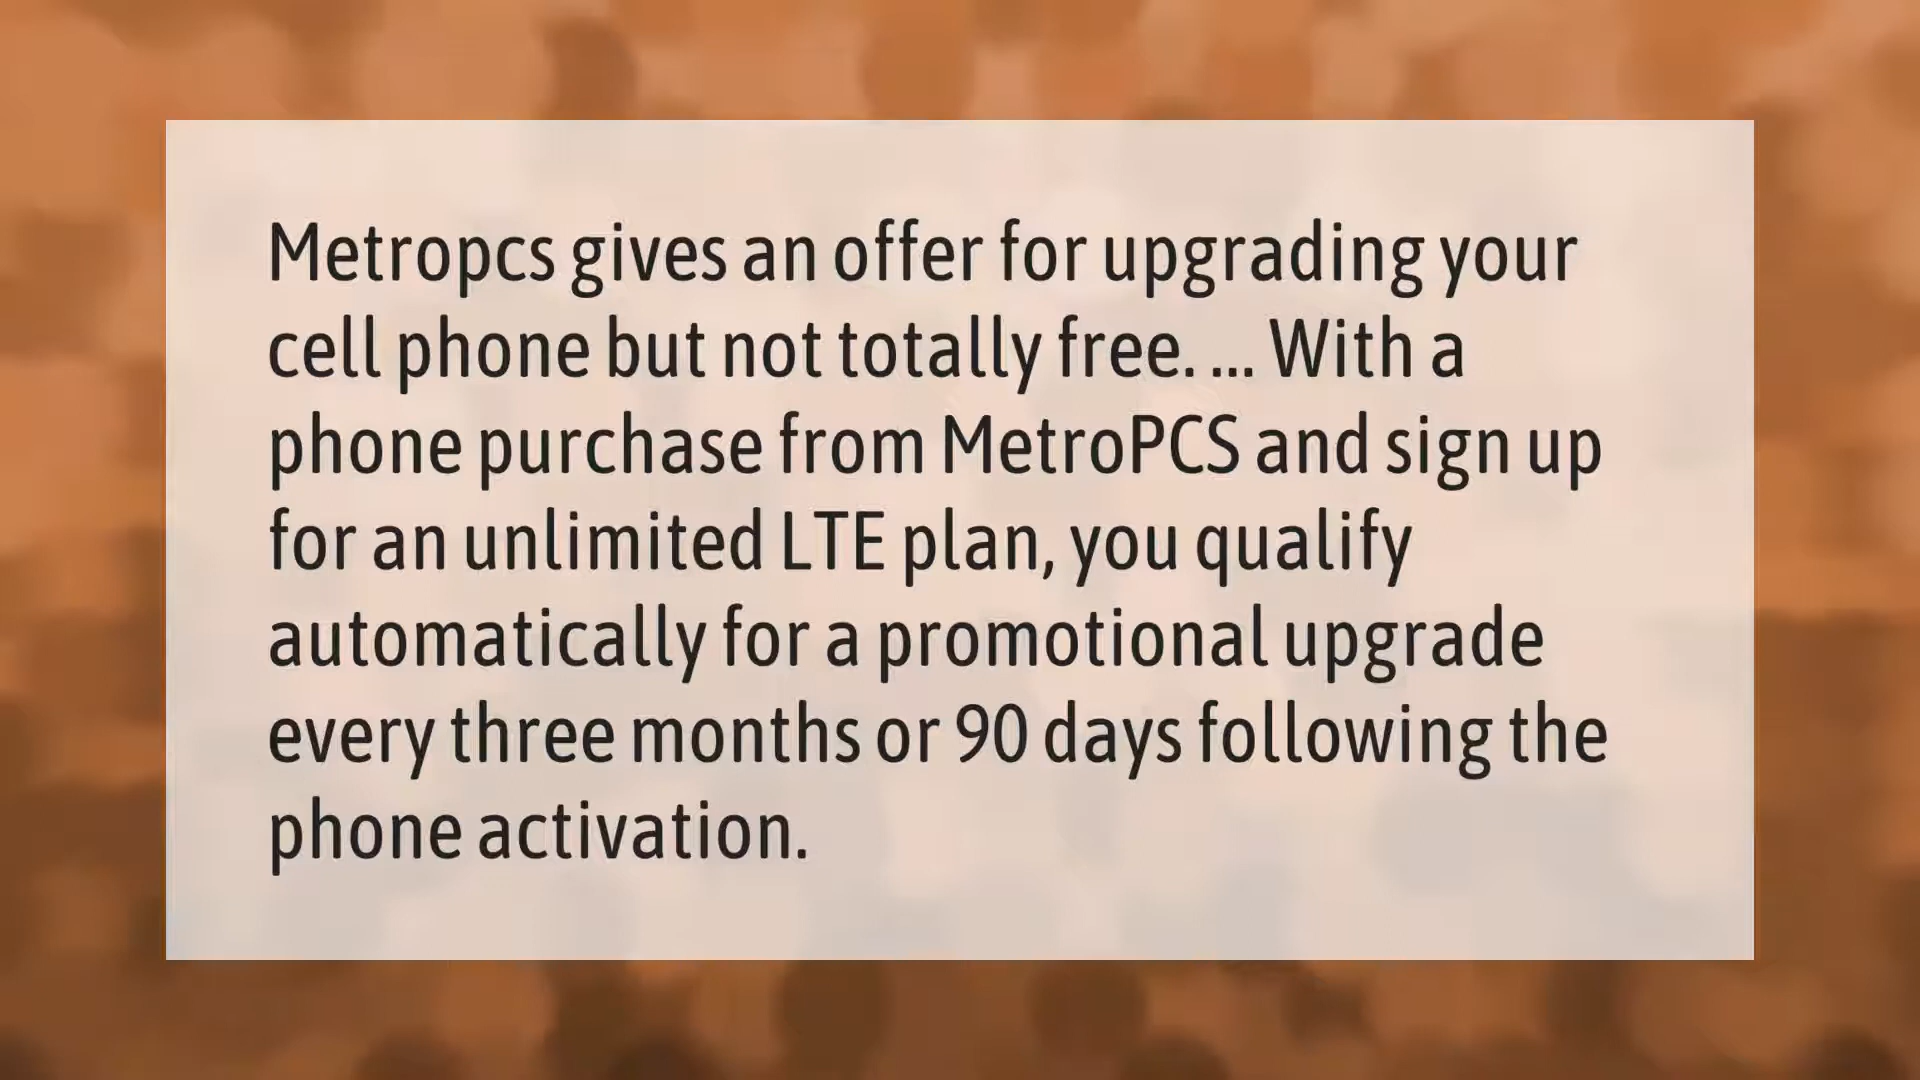 Metropcs gives an offer for upgrading your
cell phone but not totally free. ... With a
phone purchase from MetroPCS and sign up
for an unlimited LTE plan, you qualify
automatically for a promotional upgrade
every three months or 90 days following the
phone activation.